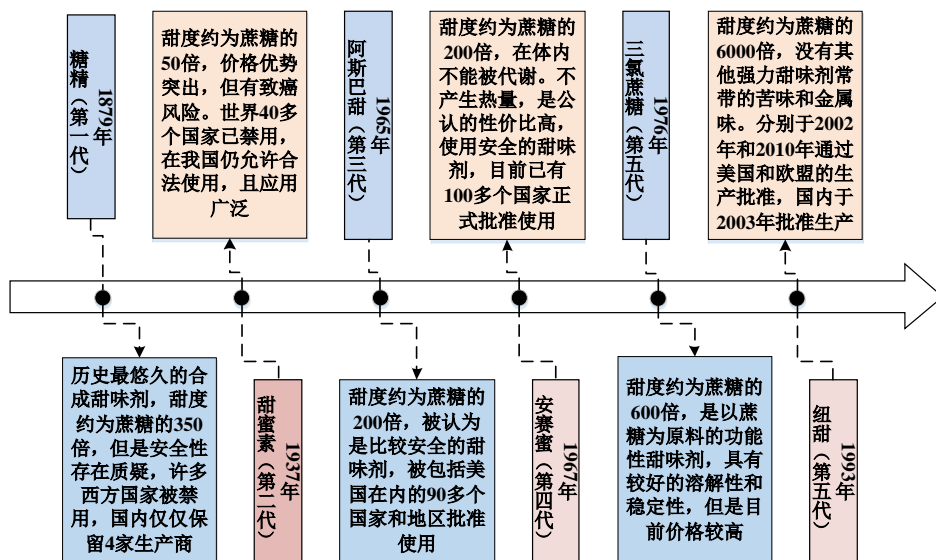 糖精（第一代）
1879年
甜度约为蔗糖的
50倍，价格优势
突出，但有致癌
风险。世界40多
个国家已禁用，
在我国仍允许合
法使用，且应用
广泛
阿斯巴甜（第三代）
1965年
甜度约为蔗糖的
200倍，在体内
不能被代谢。不
产生热量，是公
认的性价比高，
使用安全的甜味
剂，目前已有
100多个国家正
式批准使用
三氯蔗糖（第五代）
1976年
甜度约为蔗糖的
6000倍，没有其
他强力甜味剂常
带的苦味和金属
味。分别于2002
年和2010年通过
美国和欧盟的生
产批准，国内于
2003年批准生产
历史最悠久的合
成甜味剂，甜度
约为蔗糖的350
倍，但是安全性
存在质疑，许多
西方国家被禁
用，国内仅仅保
留4家生产商
甜蜜素（第二代）
1937年
甜度约为蔗糖的
200倍，被认为
是比较安全的甜
味剂，被包括美
国在内的90多个
国家和地区批准
使用
安赛蜜（第四代）
1967年
甜度约为蔗糖的
600倍，是以蔗
糖为原料的功能
性甜味剂，具有
较好的溶解性和
稳定性，但是目
前价格较高
纽甜（第五代）
1993年